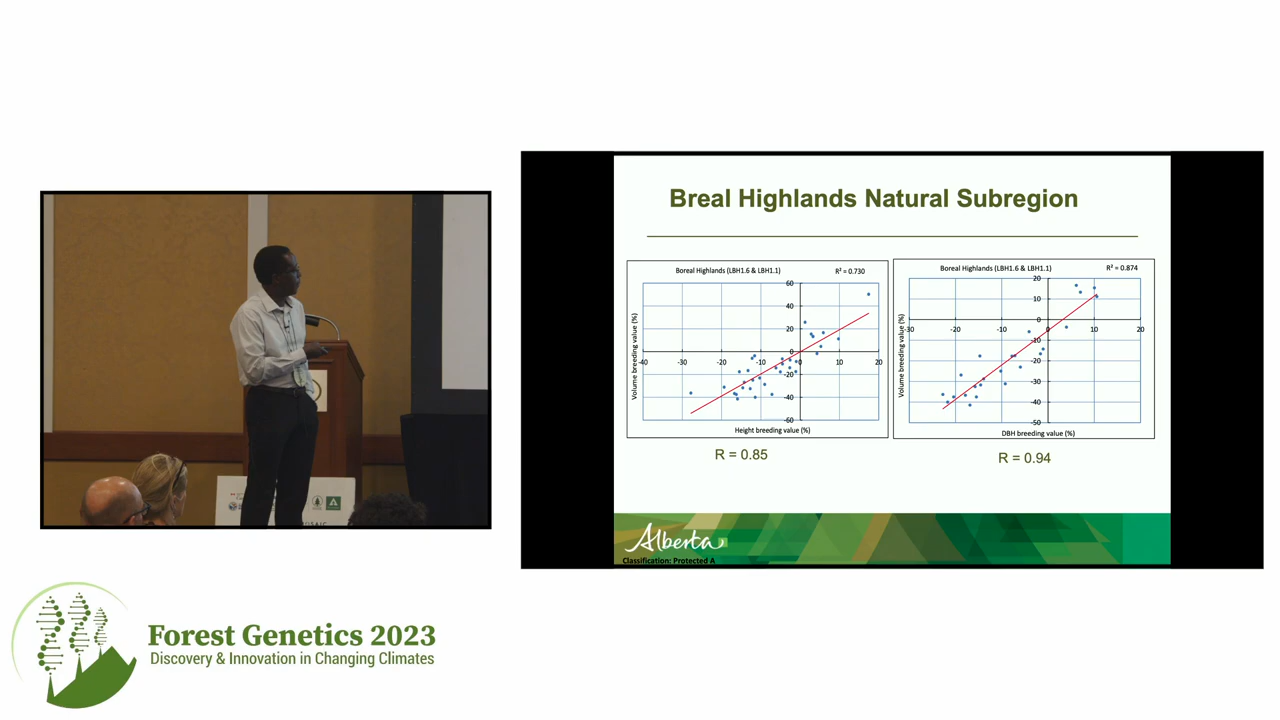 Breal Highlands Natural Subregion
Boreal Highlands (LBH1.6 & LBH1.1)
R² = 0.730
Volume breeding value (%)
60
40
20
0
-20
-40
-60
-40
-30
-20
-10
0
10
20
Height breeding value (%)
R = 0.85
Boreal Highlands (LBH1.6 & LBH1.1)
R² = 0.874
Volume breeding value (%)
20
10
0
-10
-20
-30
-40
-50
-30
-20
-10
0
10
20
DBH breeding value (%)
R = 0.94
Alberta
Classification: Protected A
Forest Genetics 2023
Discovery & Innovation in Changing Climates